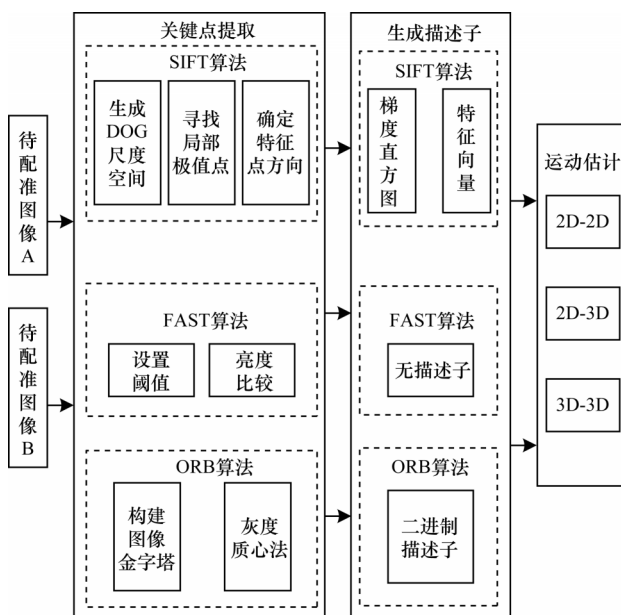 关键点提取
SIFT算法
生成
DOG
尺度
空间
寻找
局部
极值点
确定
特征
点方向
待配准图像A
FAST算法
设置
阈值
亮度
比较
待配准图像B
ORB算法
构建
图像
金字塔
灰度
质心法
生成描述子
SIFT算法
梯度直方图
特征向量
FAST算法
无描述子
ORB算法
二进制
描述子
运动估计
2D-2D
2D-3D
3D-3D